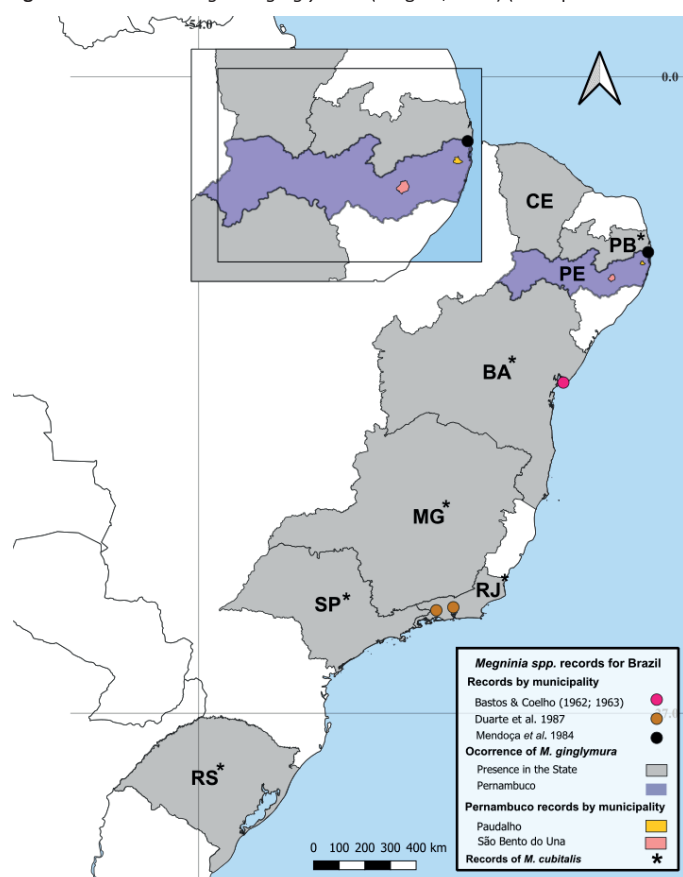 -54.0
0.0
CE
PB*
PE
BA*
MG*
RJ*
SP*
RS*
Megninia spp. records for Brazil
Records by municipality
Bastos & Coelho (1962; 1963)
Duarte et al. 1987
Mendoça et al. 1984
Ocorrence of M. ginglymura
Presence in the State
Pernambuco
Pernambuco records by municipality
Paudalho
São Bento do Una
Records of M. cubitalis *
0 100 200 300 400 km